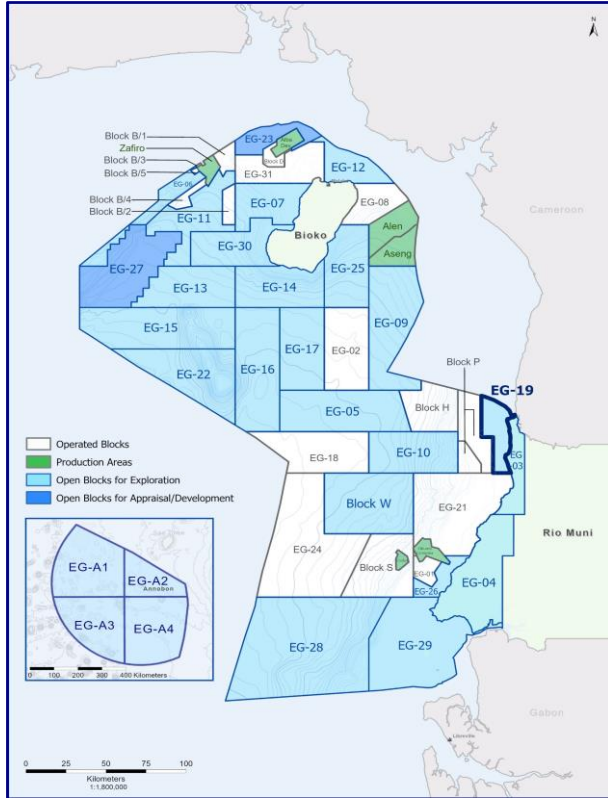 N
Block B/1
Zafiro
Block B/3
Block B/5
Block B/4
Block B/2
EG-23
Block D
EG-31
EG-12
EG-06
EG-11
EG-07
EG-08
Bioko
Alen
Aseng
Cameroon
EG-27
EG-30
EG-25
EG-13
EG-14
EG-15
EG-02
EG-09
EG-17
EG-16
EG-22
Block P
EG-19
EG-05
Block H
EG-18
EG-10
EG-03
Operated Blocks
Production Areas
Open Blocks for Exploration
Open Blocks for Appraisal/Development
Block W
EG-21
Rio Muni
EG-24
Block S
EG-01
EG-26
EG-04
EG-A1
EG-A2
Annobon
EG-A3
EG-A4
0 100 200 300 400 Kilometers
EG-28
EG-29
Gabon
Libreville
0 25 50 75 100
Kilometers
1:1,800,000